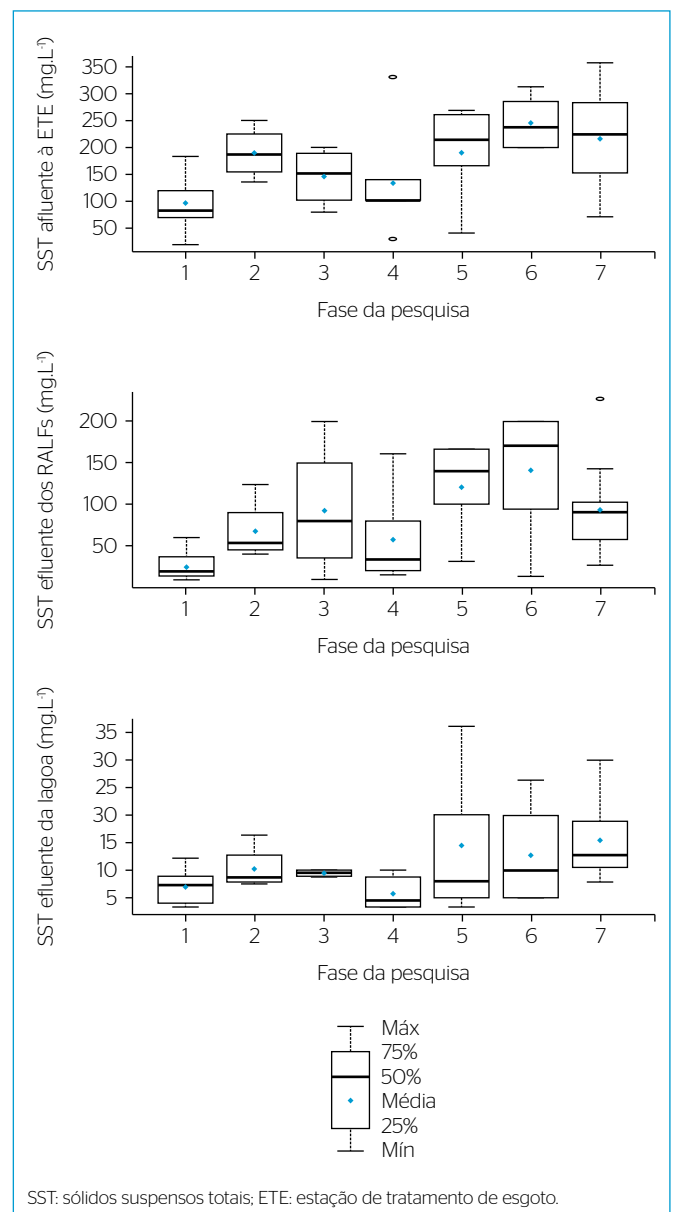 SST afluente à ETE (mg.L-1)
350
300
250
200
150
100
50
1 2 3 4 5 6 7
Fase da pesquisa
SST efluente dos RALFs (mg.L-1)
200
150
100
50
1 2 3 4 5 6 7
Fase da pesquisa
SST efluente da lagoa (mg.L-1)
35
30
25
30
15
10
5
1 2 3 4 5 6 7
Fase da pesquisa
Máx
75%
50%
Média
25%
Mín
SST: sólidos suspensos totais; ETE: estação de tratamento de esgoto.